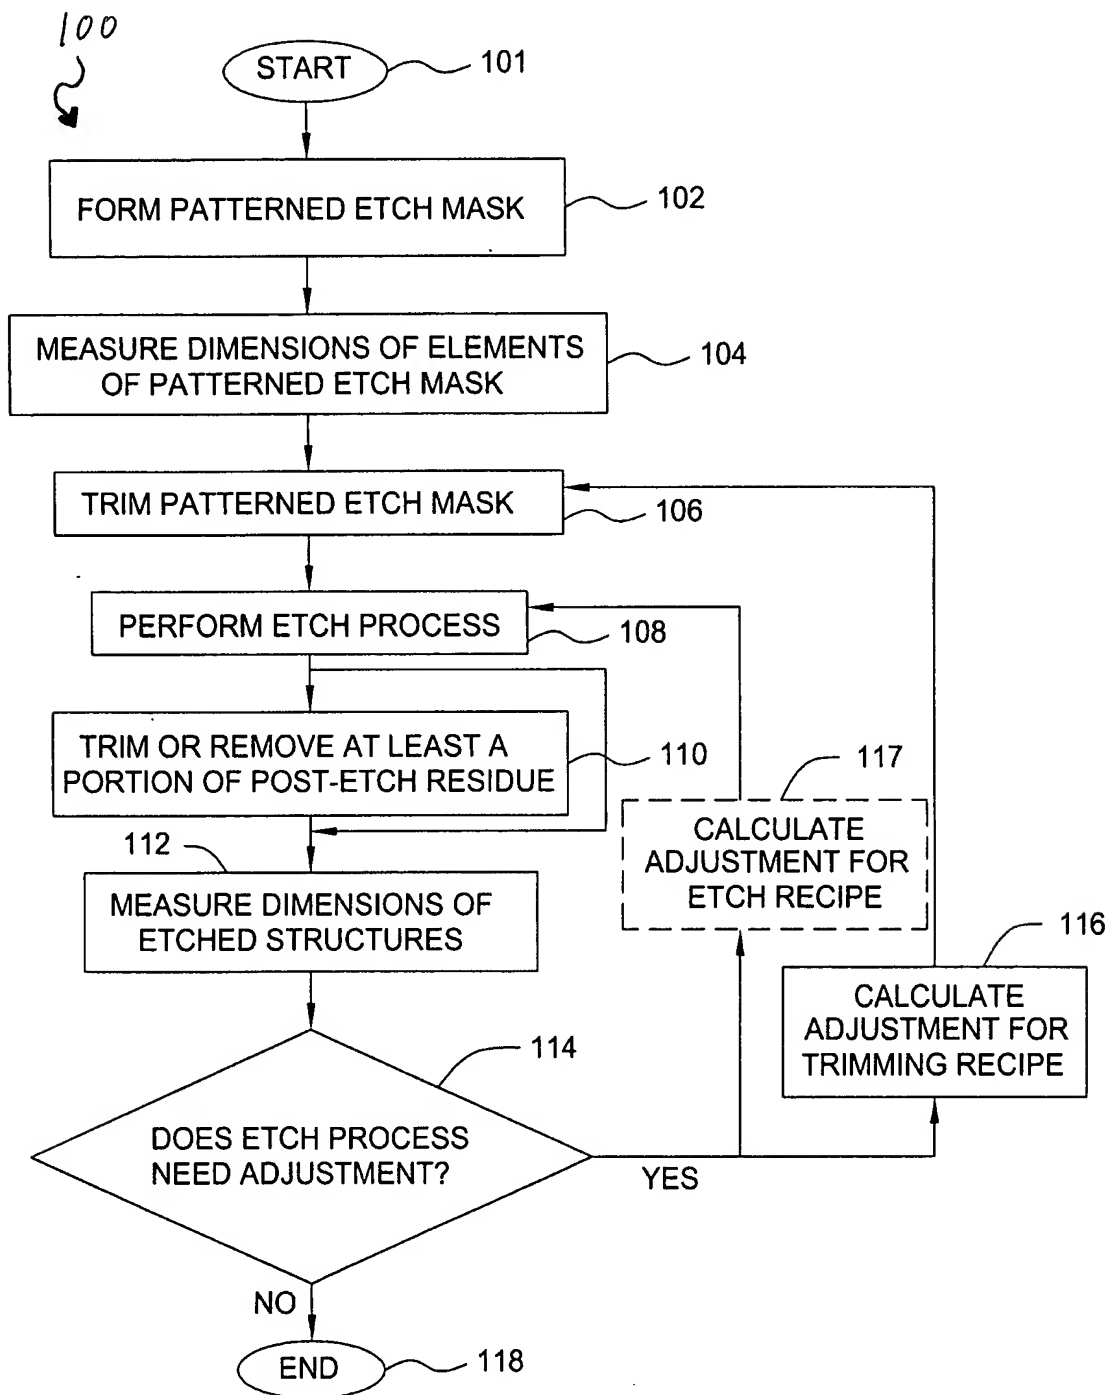 100
START
101
FORM PATTERNED ETCH MASK
102
MEASURE DIMENSIONS OF ELEMENTS
OF PATTERNED ETCH MASK
104
TRIM PATTERNED ETCH MASK
106
PERFORM ETCH PROCESS
108
TRIM OR REMOVE AT LEAST A
PORTION OF POST-ETCH RESIDUE
110
117
CALCULATE
ADJUSTMENT FOR
ETCH RECIPE
112
MEASURE DIMENSIONS OF
ETCHED STRUCTURES
116
CALCULATE
ADJUSTMENT FOR
TRIMMING RECIPE
114
DOES ETCH PROCESS
NEED ADJUSTMENT?
YES
NO
END
118